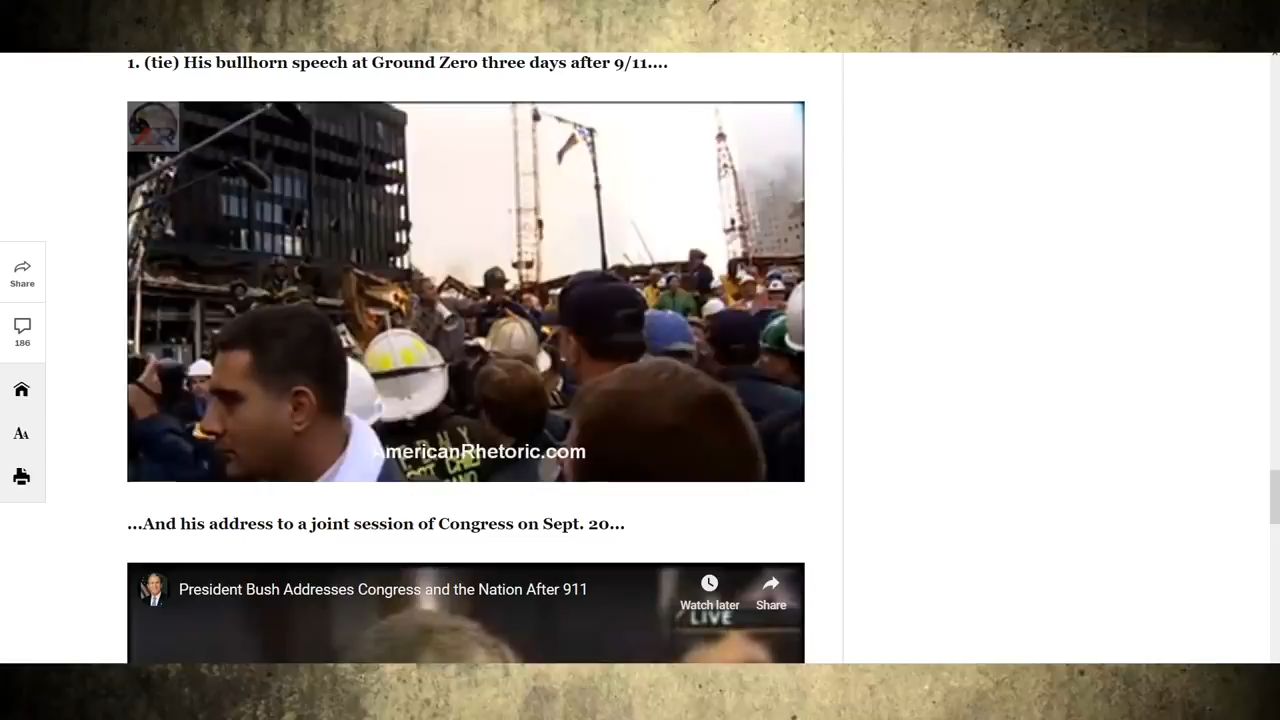 1. (tie) His bullhorn speech at Ground Zero three days after 9/11....
Share
186
AA
AmericanRhetoric.com
...And his address to a joint session of Congress on Sept. 20...
President Bush Addresses Congress and the Nation After 911
Watch later
Share
LIVE